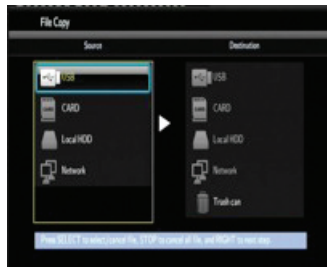 File Copy
Source Destination
USB USB
CARD CARD
Local HDD Local HDD
Network Network
Trash can
Press SELECT to select/cancel file, STOP to cancel all file, and RIGHT to next step.